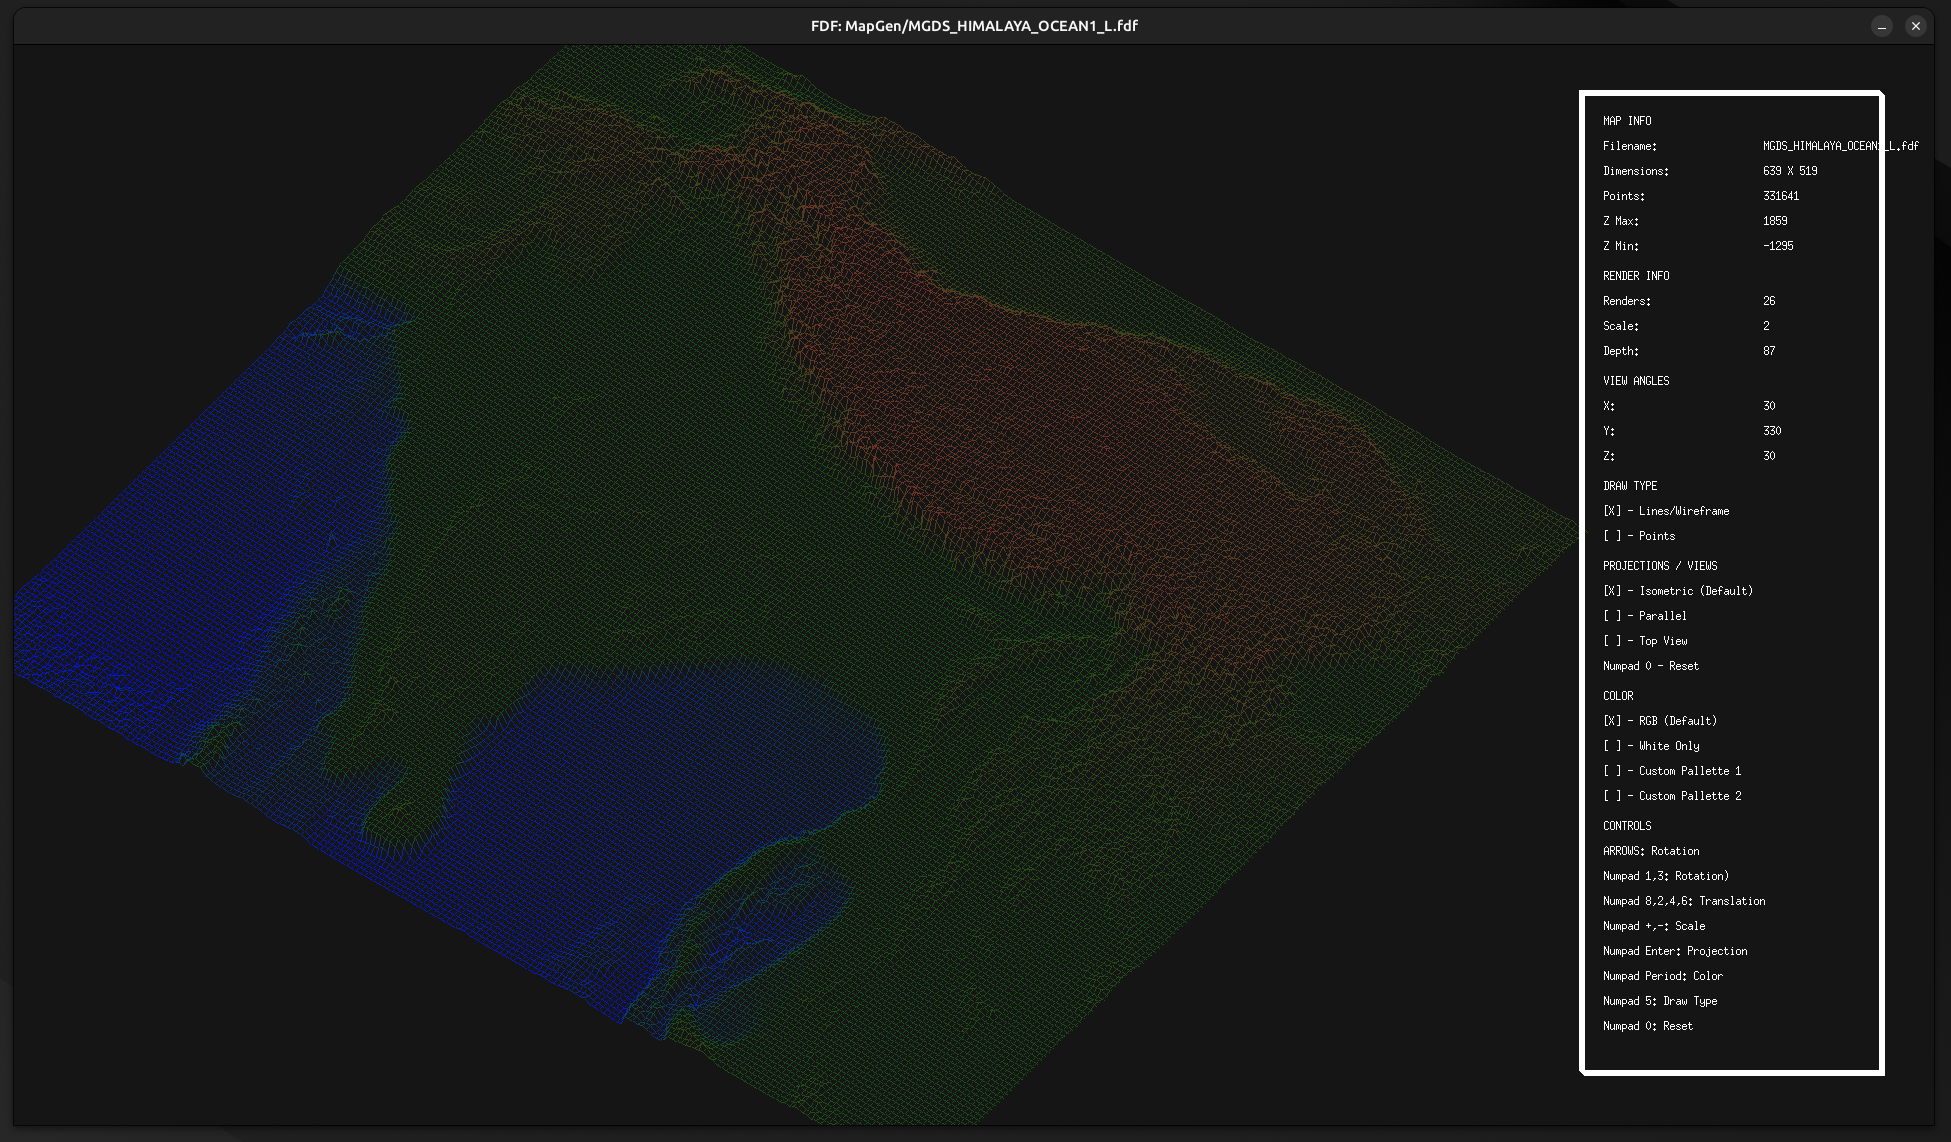 FDF: MapGen/MGDS_HIMALAYA_OCEAN1_L.fdf
MAP INFO
Filename: MGDS_HIMALAYA_OCEAN1_L.fdf
Dimensions: 639 X 519
Points: 331641
Z Max: 1859
Z Min: -1295
RENDER INFO
Renders: 26
Scale: 2
Depth: 87
VIEW ANGLES
X: 30
Y: 330
Z: 30
DRAW TYPE
[X] - Lines/Wireframe
[ ] - Points
PROJECTIONS / VIEWS
[X] - Isometric (Default)
[ ] - Parallel
[ ] - Top View
Numpad 0 - Reset
COLOR
[X] - RGB (Default)
[ ] - White Only
[ ] - Custom Pallette 1
[ ] - Custom Pallette 2
CONTROLS
ARROWS: Rotation
Numpad 1,3: Rotation)
Numpad 8,2,4,6: Translation
Numpad +,-: Scale
Numpad Enter: Projection
Numpad Period: Color
Numpad 5: Draw Type
Numpad 0: Reset